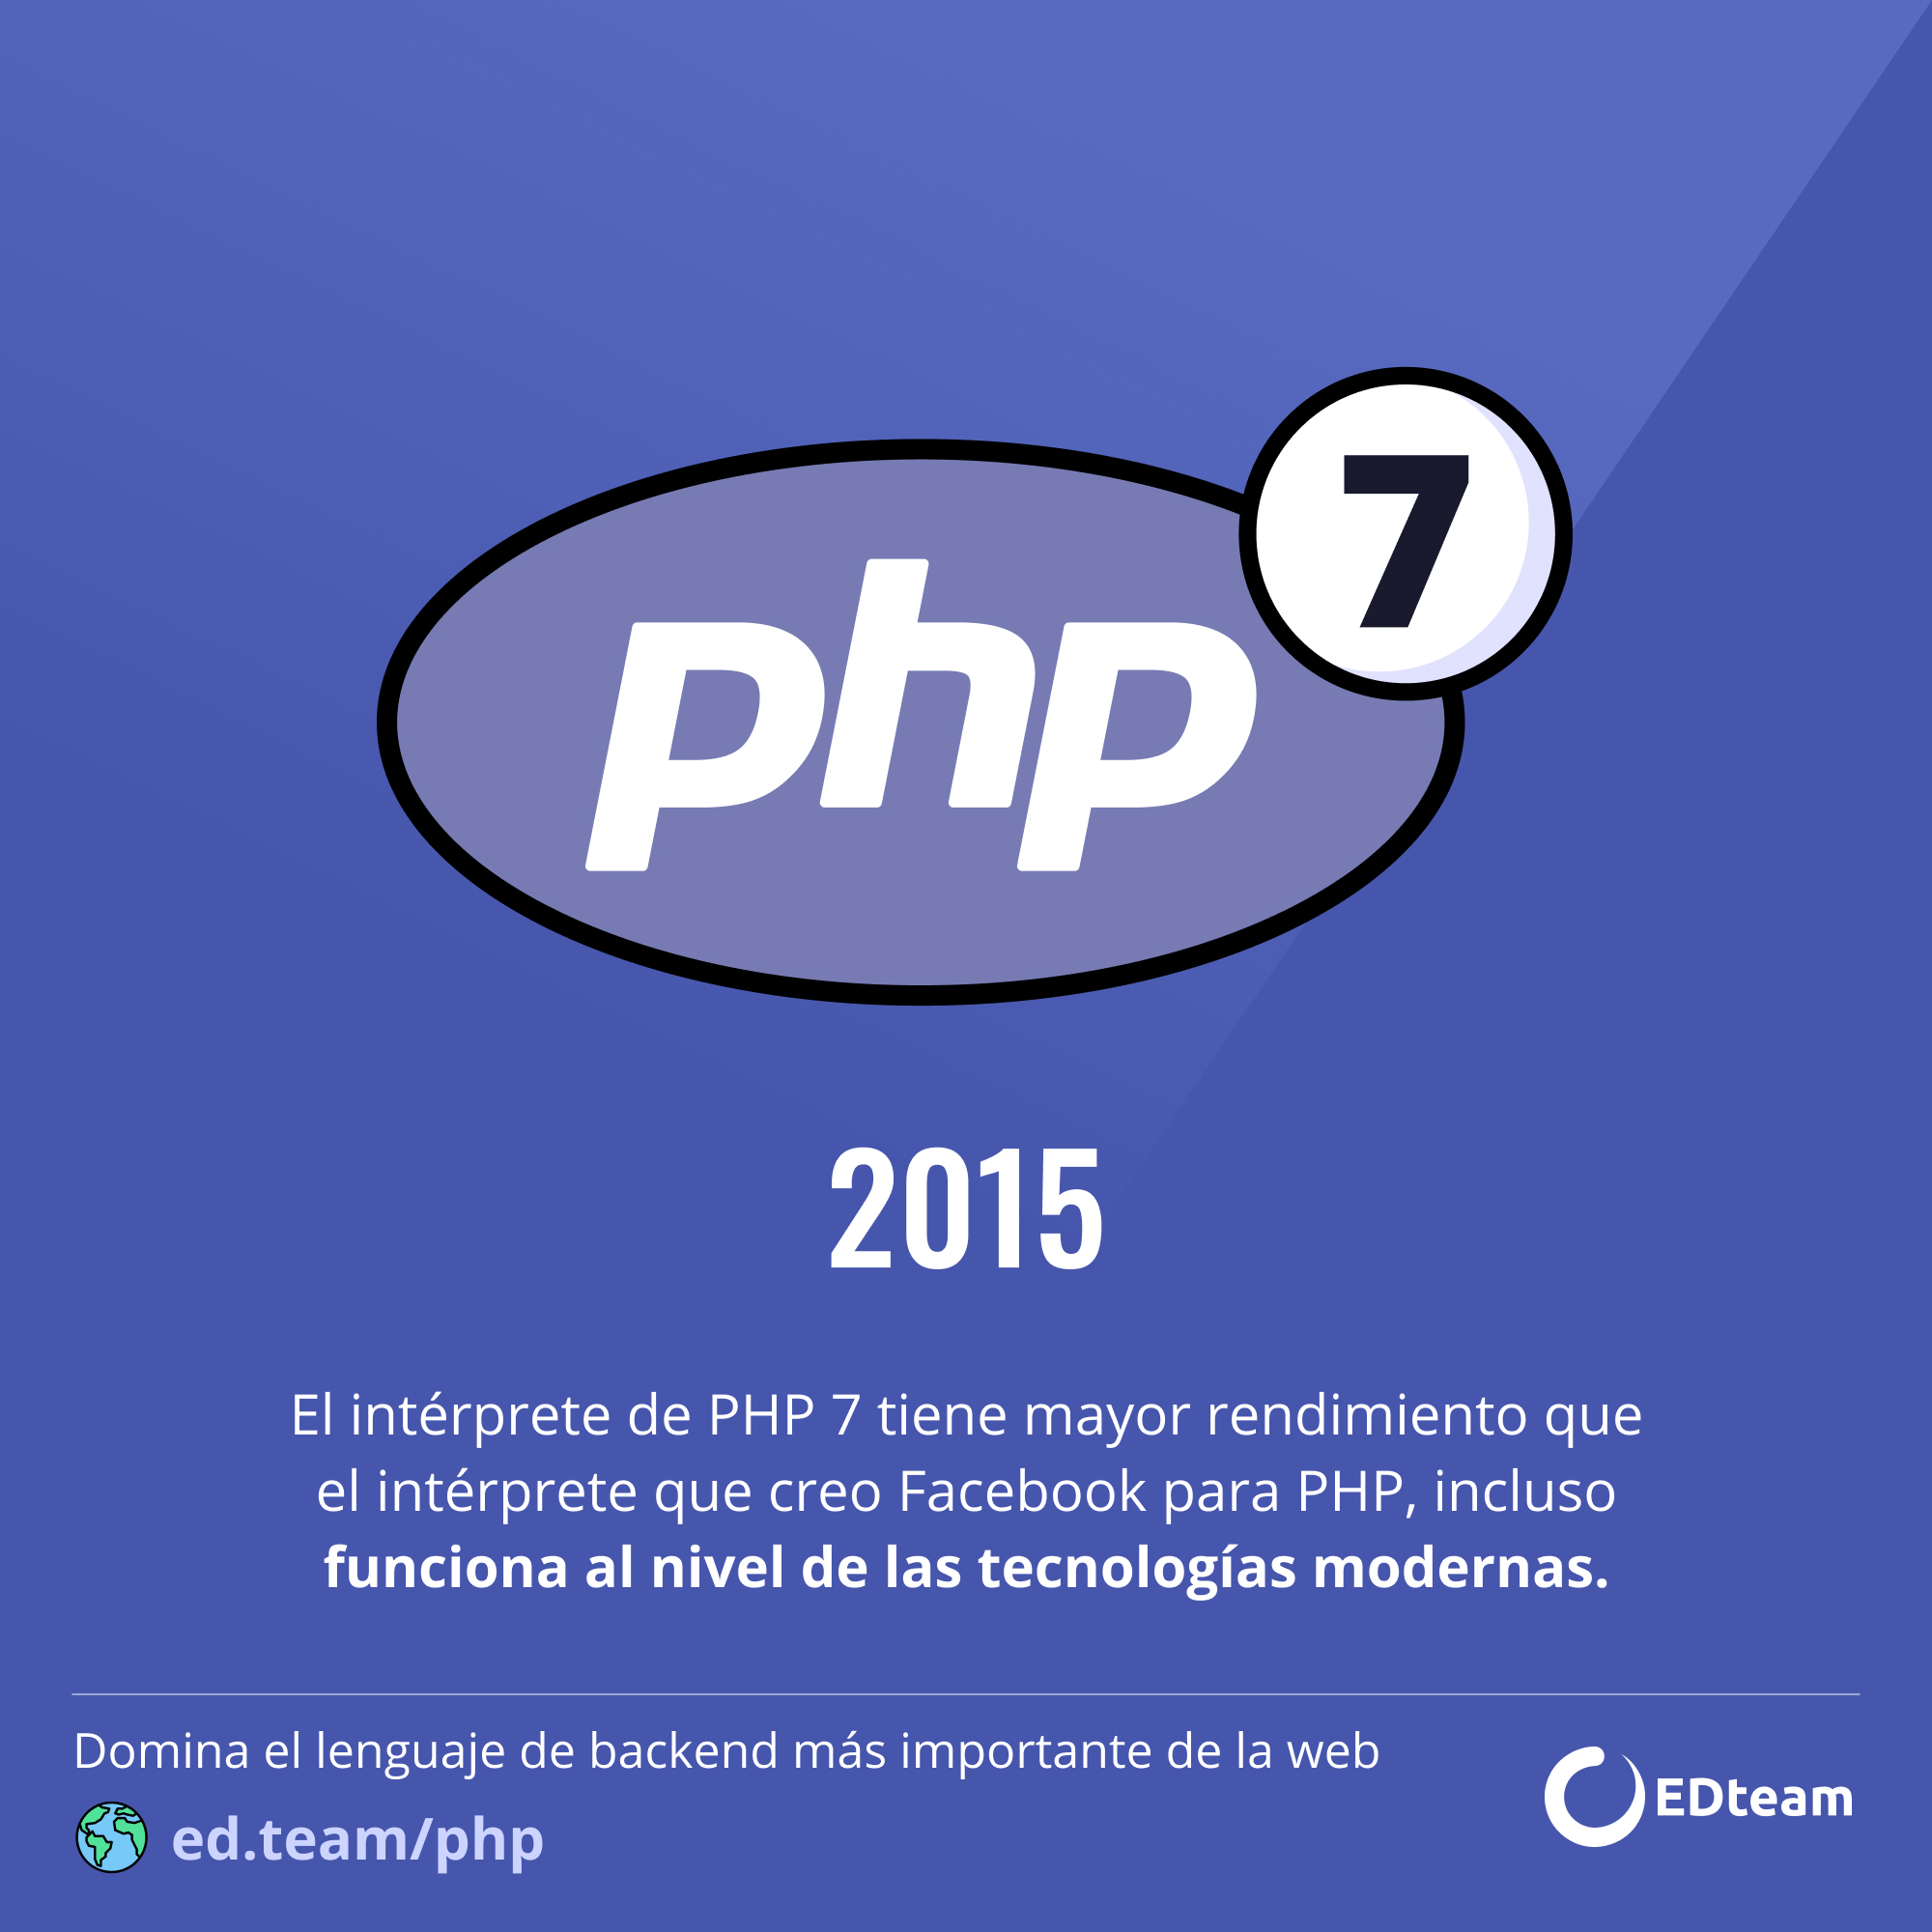 php
7
2015
El intérprete de PHP 7 tiene mayor rendimiento que
el intérprete que creo Facebook para PHP, incluso
funciona al nivel de las tecnologías modernas.
Domina el lenguaje de backend más importante de la web
ed.team/php
EDteam